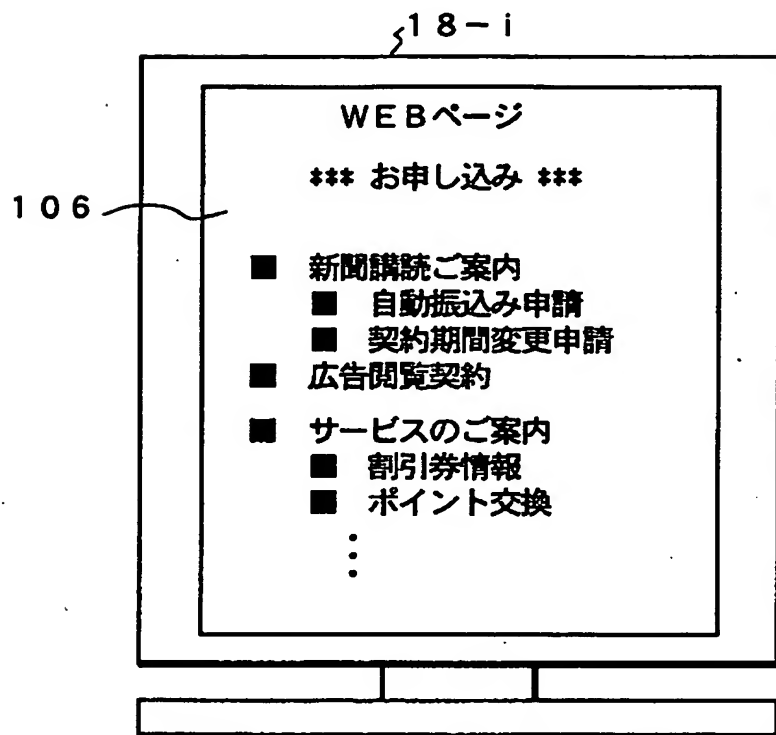 18-i
WEBページ
*** お申し込み ***
106
■ 新聞講読ご案内
■ 自動振込み申請
■ 契約期間変更申請
■ 広告閲覧契約
■ サービスのご案内
■ 割引券情報
■ ポイント交換